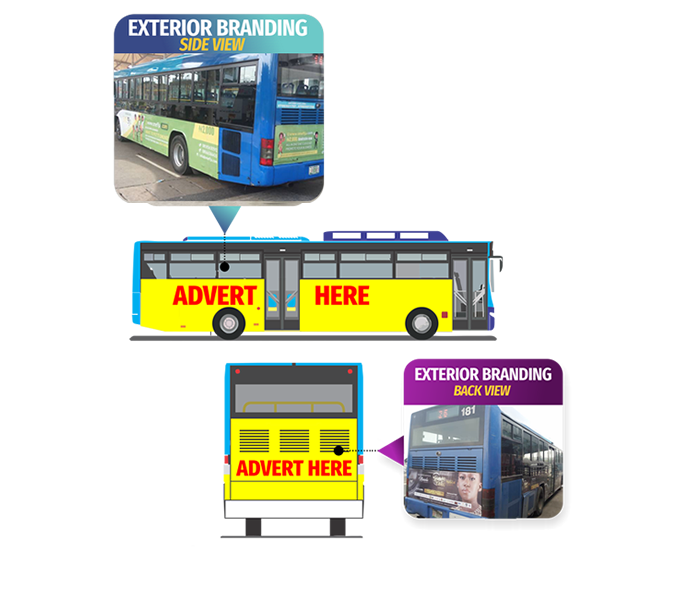 EXTERIOR BRANDING
SIDE VIEW
ADVERT HERE
EXTERIOR BRANDING
BACK VIEW
181
ADVERT HERE